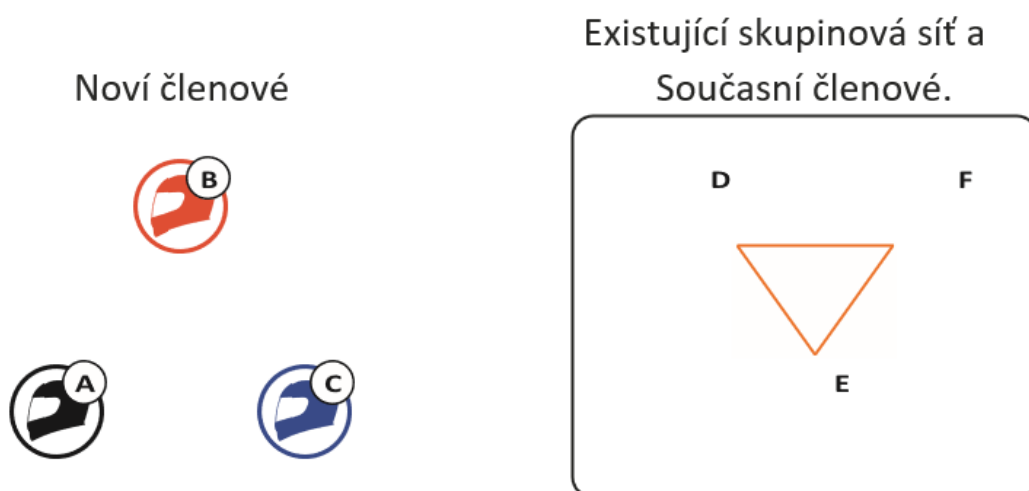 Noví členové
B
A
C
Existující skupinová síť a
Současní členové.
D
F
E